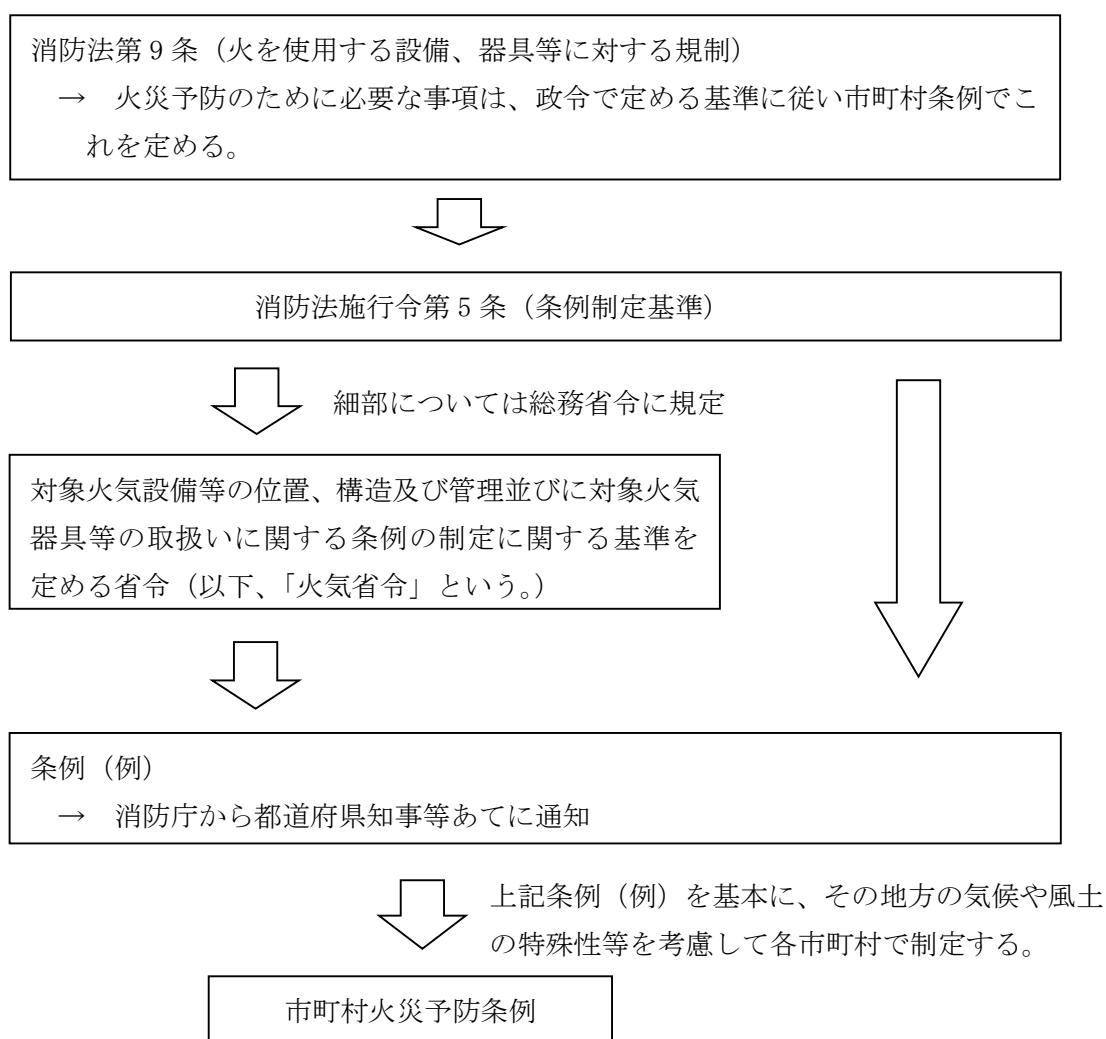 消防法第9条（火を使用する設備、器具等に対する規制）
→　火災予防のために必要な事項は、政令で定める基準に従い市町村条例でこ
れを定める。
消防法施行令第5条（条例制定基準）
細部については総務省令に規定
対象火気設備等の位置、構造及び管理並びに対象火気
器具等の取扱いに関する条例の制定に関する基準を
定める省令（以下、「火気省令」という。）
条例（例）
→　消防庁から都道府県知事等あてに通知
上記条例（例）を基本に、その地方の気候や風土
の特殊性等を考慮して各市町村で制定する。
市町村火災予防条例